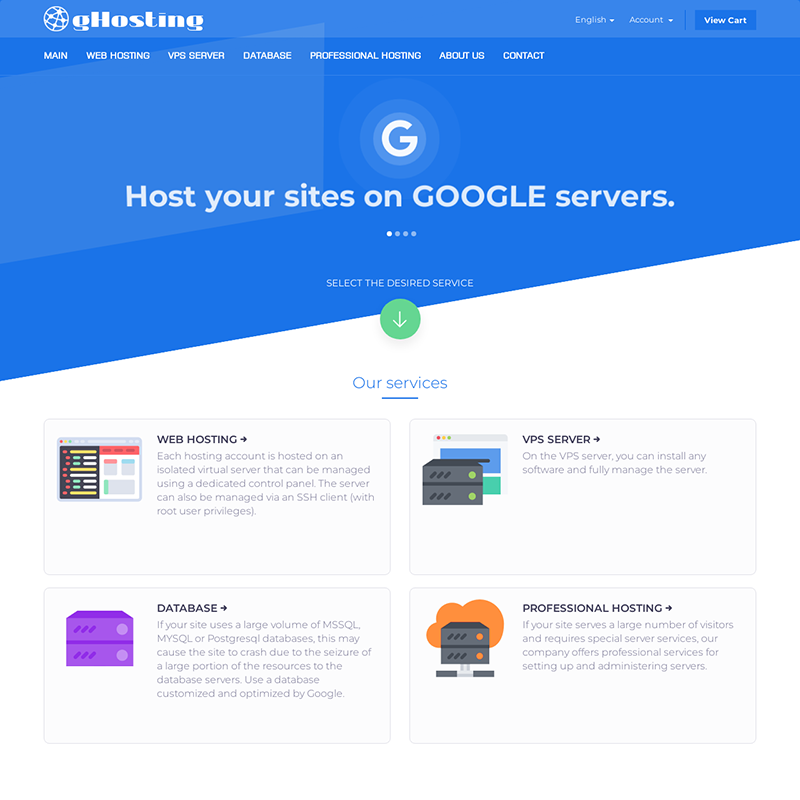 gHosting
English Account View Cart
MAIN WEB HOSTING VPS SERVER DATABASE PROFESSIONAL HOSTING ABOUT US CONTACT
G
Host your sites on GOOGLE servers.
SELECT THE DESIRED SERVICE
Our services
WEB HOSTING
Each hosting account is hosted on an
isolated virtual server that can be managed
using a dedicated control panel. The server
can also be managed via an SSH client (with
root user privileges).
VPS SERVER
On the VPS server, you can install any
software and fully manage the server.
DATABASE
If your site uses a large volume of MSSQL,
MYSQL or Postgresql databases, this may
cause the site to crash due to the seizure of
a large portion of the resources to the
database servers. Use a database
customized and optimized by Google.
PROFESSIONAL HOSTING
If your site serves a large number of visitors
and requires special server services, our
company offers professional services for
setting up and administering servers.